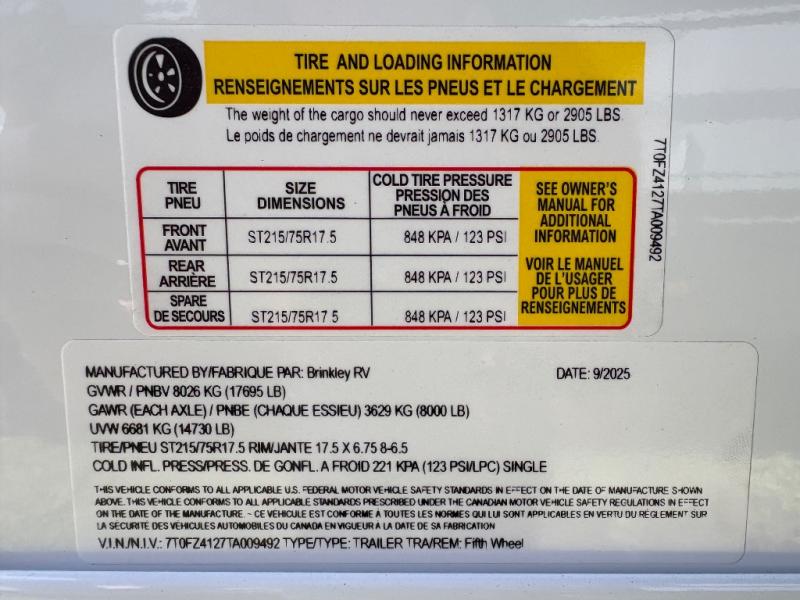 TIRE AND LOADING INFORMATION
RENSEIGNEMENTS SUR LES PNEUS ET LE CHARGEMENT
The weight of the cargo should never exceed 1317 KG or 2905 LBS.
Le poids de chargement ne devrait jamais 1317 KG ou 2905 LBS.
TIRE PNEU SIZE DIMENSIONS COLD TIRE PRESSURE PRESSION DES PNEUS À FROID
FRONT AVANT ST215/75R17.5 848 KPA / 123 PSI
REAR ARRIÈRE ST215/75R17.5 848 KPA / 123 PSI
SPARE DE SECOURS ST215/75R17.5 848 KPA / 123 PSI
SEE OWNER'S
MANUAL FOR
ADDITIONAL
INFORMATION
VOIR LE MANUEL
DE L'USAGER
POUR PLUS DE
RENSEIGNEMENTS
7T0FZ4127TA009492
MANUFACTURED BY/FABRIQUE PAR: Brinkley RV DATE: 9/2025
GVWR / PNBV 8026 KG (17695 LB)
GAWR (EACH AXLE) / PNBE (CHAQUE ESSIEU) 3629 KG (8000 LB)
UVW 6681 KG (14730 LB)
TIRE/PNEU ST215/75R17.5 RIM/JANTE 17.5 X 6.75 8-6.5
COLD INFL. PRESS/PRESS. DE GONFL. A FROID 221 KPA (123 PSI/LPC) SINGLE
THIS VEHICLE CONFORMS TO ALL APPLICABLE U.S. FEDERAL MOTOR VEHICLE SAFETY STANDARDS IN EFFECT ON THE DATE OF MANUFACTURE SHOWN
ABOVE. THIS VEHICLE CONFORMS TO ALL APPLICABLE STANDARDS PRESCRIBED UNDER THE CANADIAN MOTOR VEHICLE SAFETY REGULATIONS IN EFFECT
ON THE DATE OF THE MANUFACTURE. ~ CE VEHICULE EST CONFORME A TOUTES LES NORMES QUI LUI SONT APPLICABLES EN VERTU DU RÉGLEMENT SUR
LA SÉCURITÉ DES VÉHICULES AUTOMOBILES DU CANADA EN VIGUEUR A LA DATE DE SA FABRICATION
V.I.N./N.I.V.: 7T0FZ4127TA009492 TYPE/TYPE: TRAILER TRA/REM: Fifth Wheel